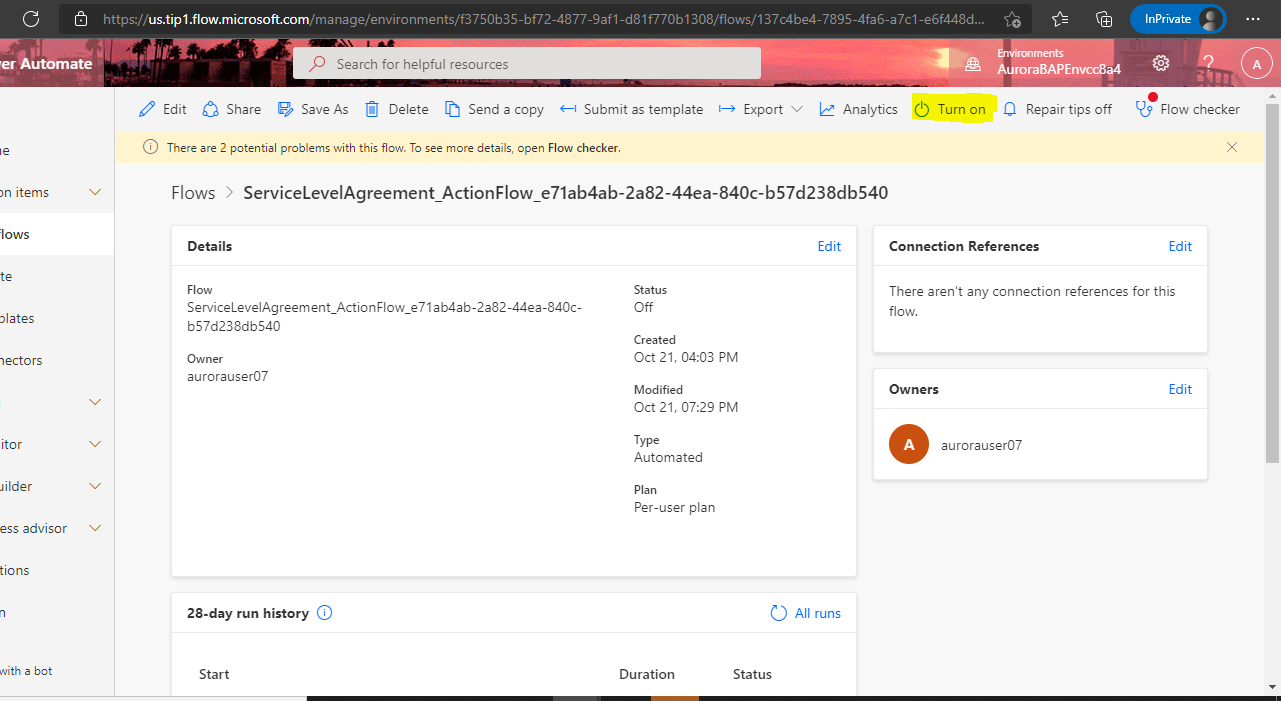 https://us.tip1.flow.microsoft.com/manage/environments/f3750b35-bf72-4877-9af1-d81f770b1308/flows/137c4be4-7895-4fa6-a7c1-e6f448d...
InPrivate
er Automate
Search for helpful resources
Environments
AuroraBAPEnvcc8a4
?
A
Edit
Share
Save As
Delete
Send a copy
Submit as template
Export
Analytics
Turn on
Repair tips off
Flow checker
There are 2 potential problems with this flow. To see more details, open Flow checker.
ne
on items
flows
te
plates
nectors
itor
uilder
ess advisor
tions
n
with a bot
Flows > ServiceLevelAgreement_ActionFlow_e71ab4ab-2a82-44ea-840c-b57d238db540
Details
Edit
Flow
ServiceLevelAgreement_ActionFlow_e71ab4ab-2a82-44ea-840c-
b57d238db540
Owner
aurorauser07
Status
Off
Created
Oct 21, 04:03 PM
Modified
Oct 21, 07:29 PM
Type
Automated
Plan
Per-user plan
Connection References
Edit
There aren't any connection references for this
flow.
Owners
Edit
A
aurorauser07
28-day run history
All runs
Start
Duration
Status